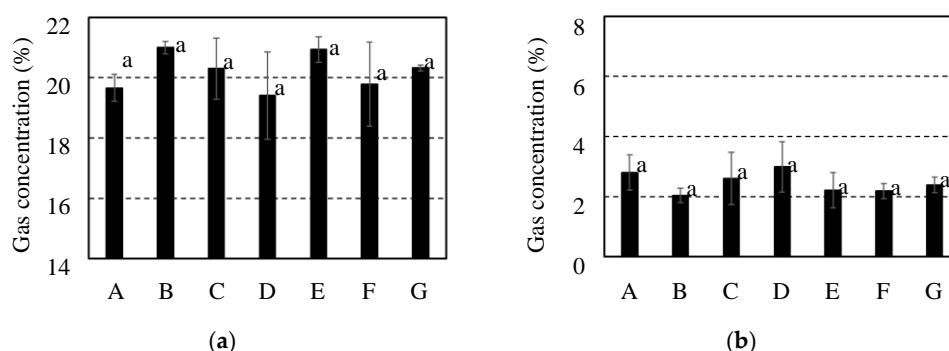 Gas concentration (%)
22
20
18
16
14
a
a
a
a
a
a
a
A B C D E F G
(a)
Gas concentration (%)
8
6
4
2
0
a
a
a
a
a
a
a
A B C D E F G
(b)